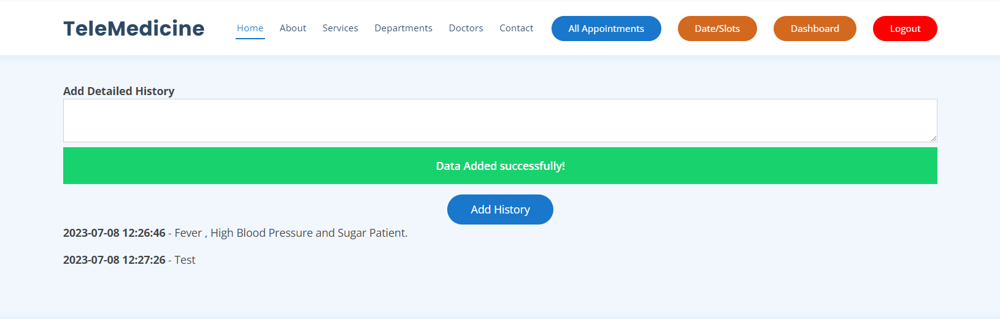 TeleMedicine Home About Services Departments Doctors Contact All Appointments Date/Slots Dashboard Logout
Add Detailed History
Data Added successfully!
Add History
2023-07-08 12:26:46 - Fever , High Blood Pressure and Sugar Patient.
2023-07-08 12:27:26 - Test